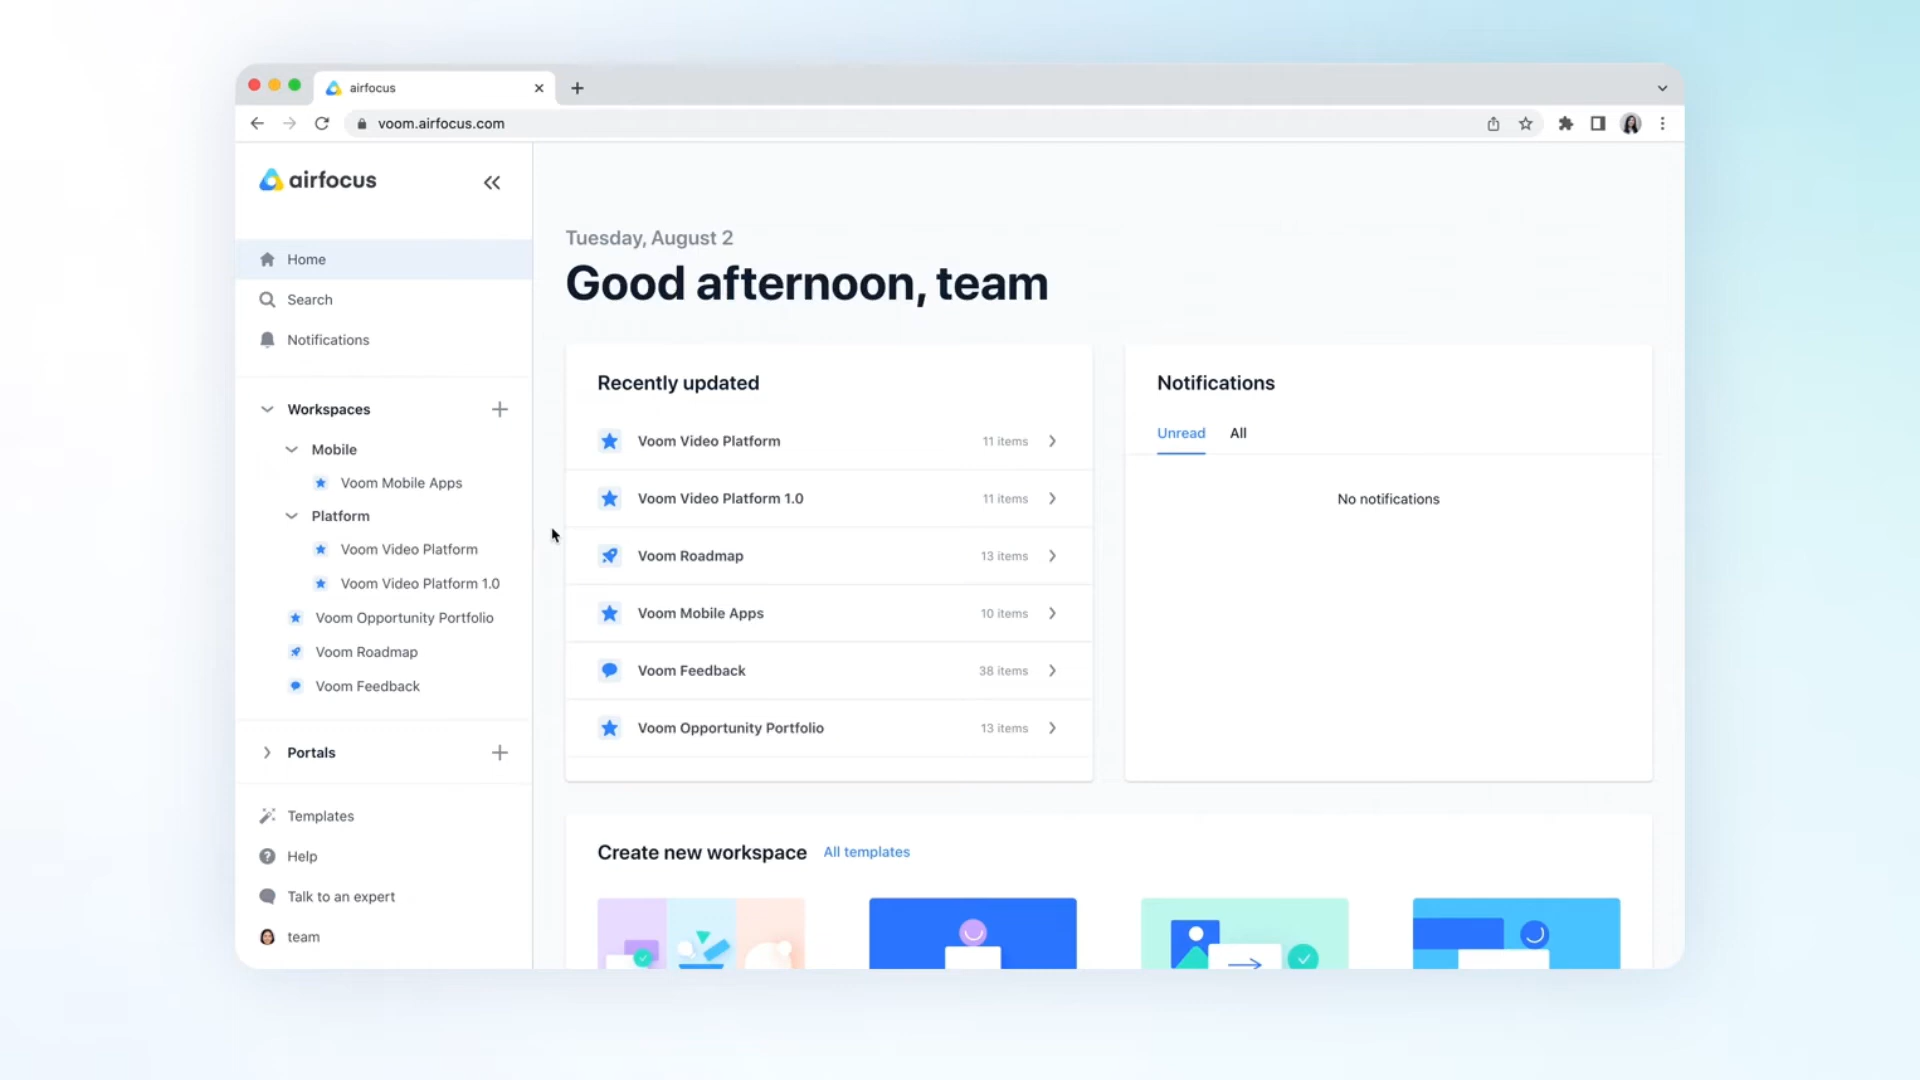 airfocus
voom.airfocus.com
airfocus
Home
Search
Notifications
Workspaces
Mobile
Voom Mobile Apps
Platform
Voom Video Platform
Voom Video Platform 1.0
Voom Opportunity Portfolio
Voom Roadmap
Voom Feedback
Portals
Templates
Help
Talk to an expert
team
Tuesday, August 2
Good afternoon, team
Recently updated
Voom Video Platform 11 items
Voom Video Platform 1.0 11 items
Voom Roadmap 13 items
Voom Mobile Apps 10 items
Voom Feedback 38 items
Voom Opportunity Portfolio 13 items
Notifications
Unread All
No notifications
Create new workspace All templates